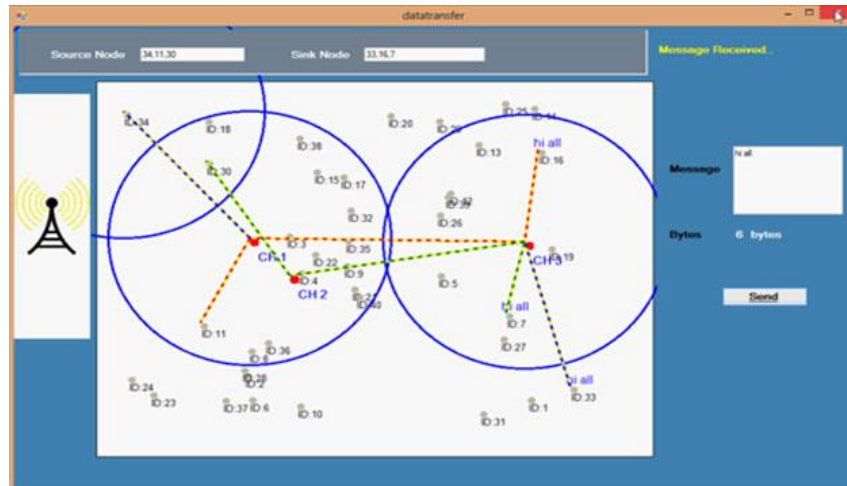 datatransfer
Source Node 34,11,30 Sink Node 33,16,7
Message Received..
ID:34
ID:18
ID:38
ID:20
ID:25
ID:14
ID:13
hi all
ID:16
ID:30
ID:15
ID:17
ID:32
ID:26
ID:3
ID:35
CH 1
ID:22
ID:9
ID:4
CH 2
ID:5
CH 3
ID:19
ID:40
hi all
ID:7
ID:11
ID:27
ID:36
ID:8
ID:28
ID:2
ID:24
ID:23
ID:37
ID:6
ID:10
hi all
ID:33
ID:1
ID:31
Message
hi all
Bytes 6 bytes
Send